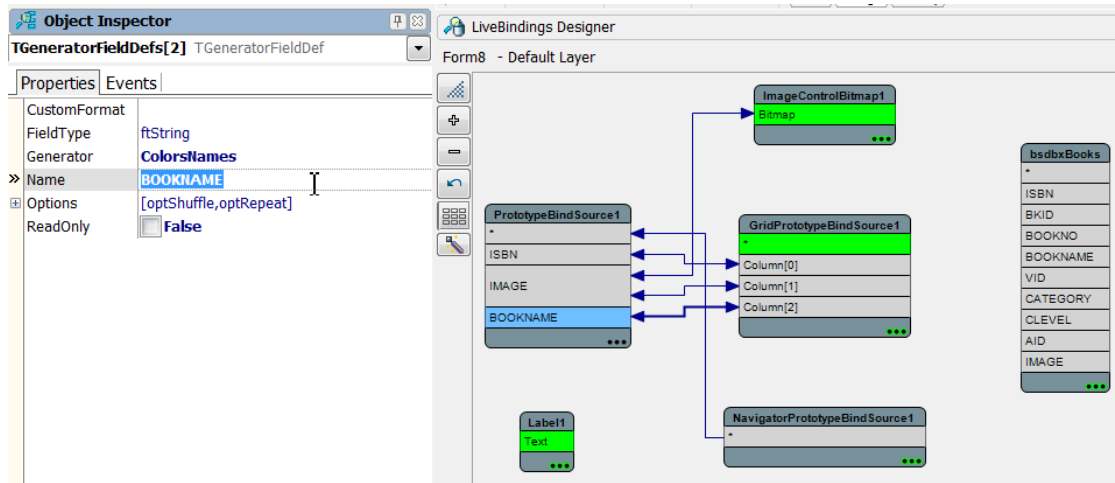 Object Inspector
TGeneratorFieldDefs[2] TGeneratorFieldDef
Properties Events
CustomFormat
FieldType ftString
Generator ColorsNames
Name BOOKNAME
Options [optShuffle,optRepeat]
ReadOnly False
LiveBindings Designer
Form8 - Default Layer
ImageControlBitmap1
Bitmap
PrototypeBindSource1
*
ISBN
IMAGE
BOOKNAME
GridPrototypeBindSource1
*
Column[0]
Column[1]
Column[2]
bsdbxBooks
*
ISBN
BKID
BOOKNO
BOOKNAME
VID
CATEGORY
CLEVEL
AID
IMAGE
Label1
Text
NavigatorPrototypeBindSource1
*